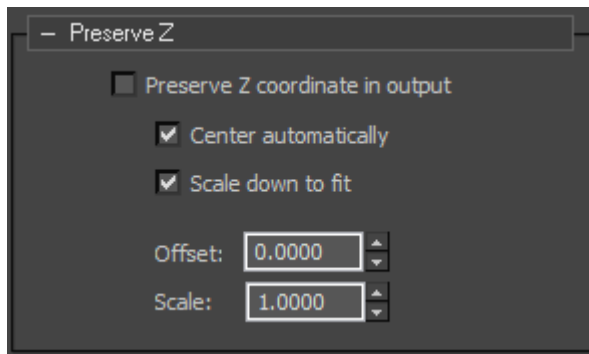 – Preserve Z
Preserve Z coordinate in output
Center automatically
Scale down to fit
Offset: 0.0000
Scale: 1.0000